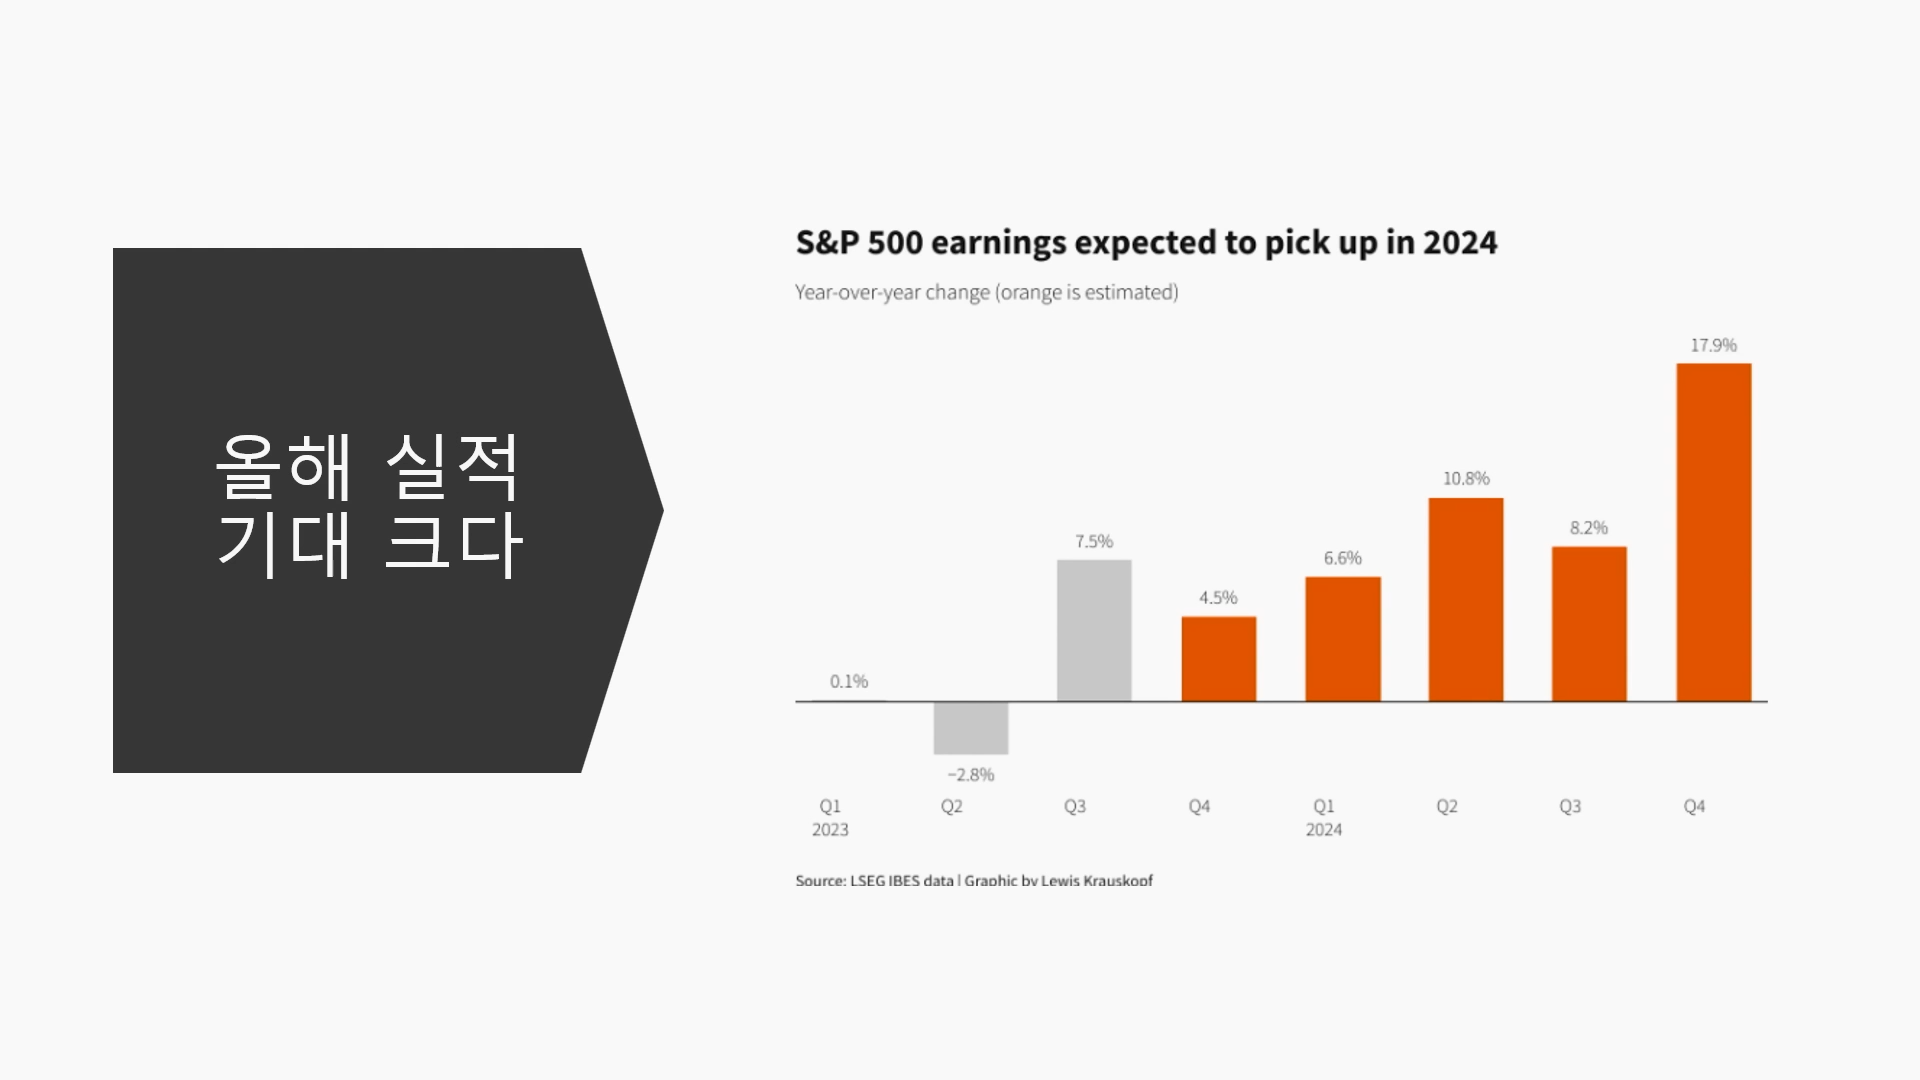 올해 실적
기대 크다
S&P 500 earnings expected to pick up in 2024
Year-over-year change (orange is estimated)
0.1%
−2.8%
7.5%
4.5%
6.6%
10.8%
8.2%
17.9%
Q1 Q2 Q3 Q4 Q1 Q2 Q3 Q4
2023 2024
Source: LSEG IBES data | Graphic by Lewis Krauskopf